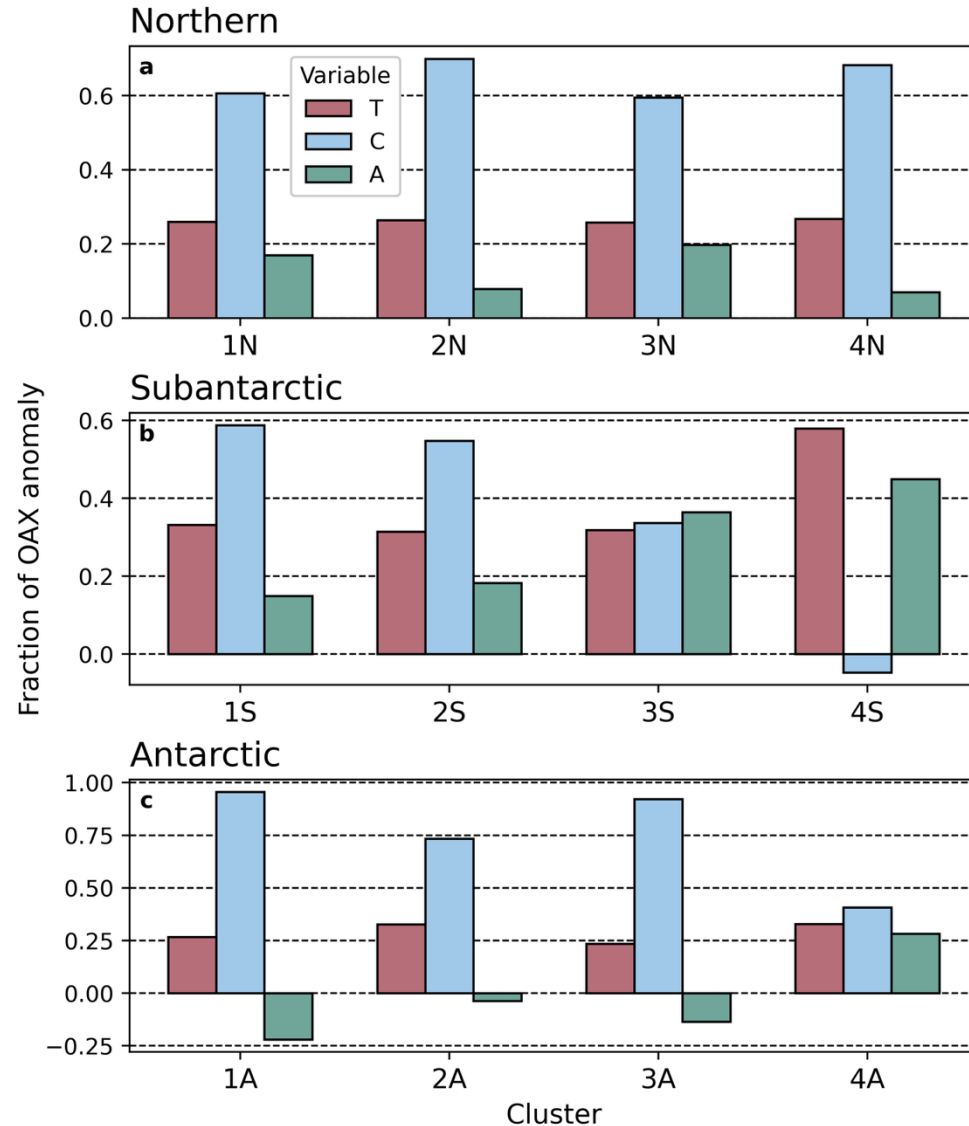 Northern
a
Variable
T
C
A
0.6
0.4
0.2
0.0
1N 2N 3N 4N
Subantarctic
b
0.6
0.4
0.2
0.0
1S 2S 3S 4S
Fraction of OAX anomaly
Antarctic
c
1.00
0.75
0.50
0.25
0.00
−0.25
1A 2A 3A 4A
Cluster